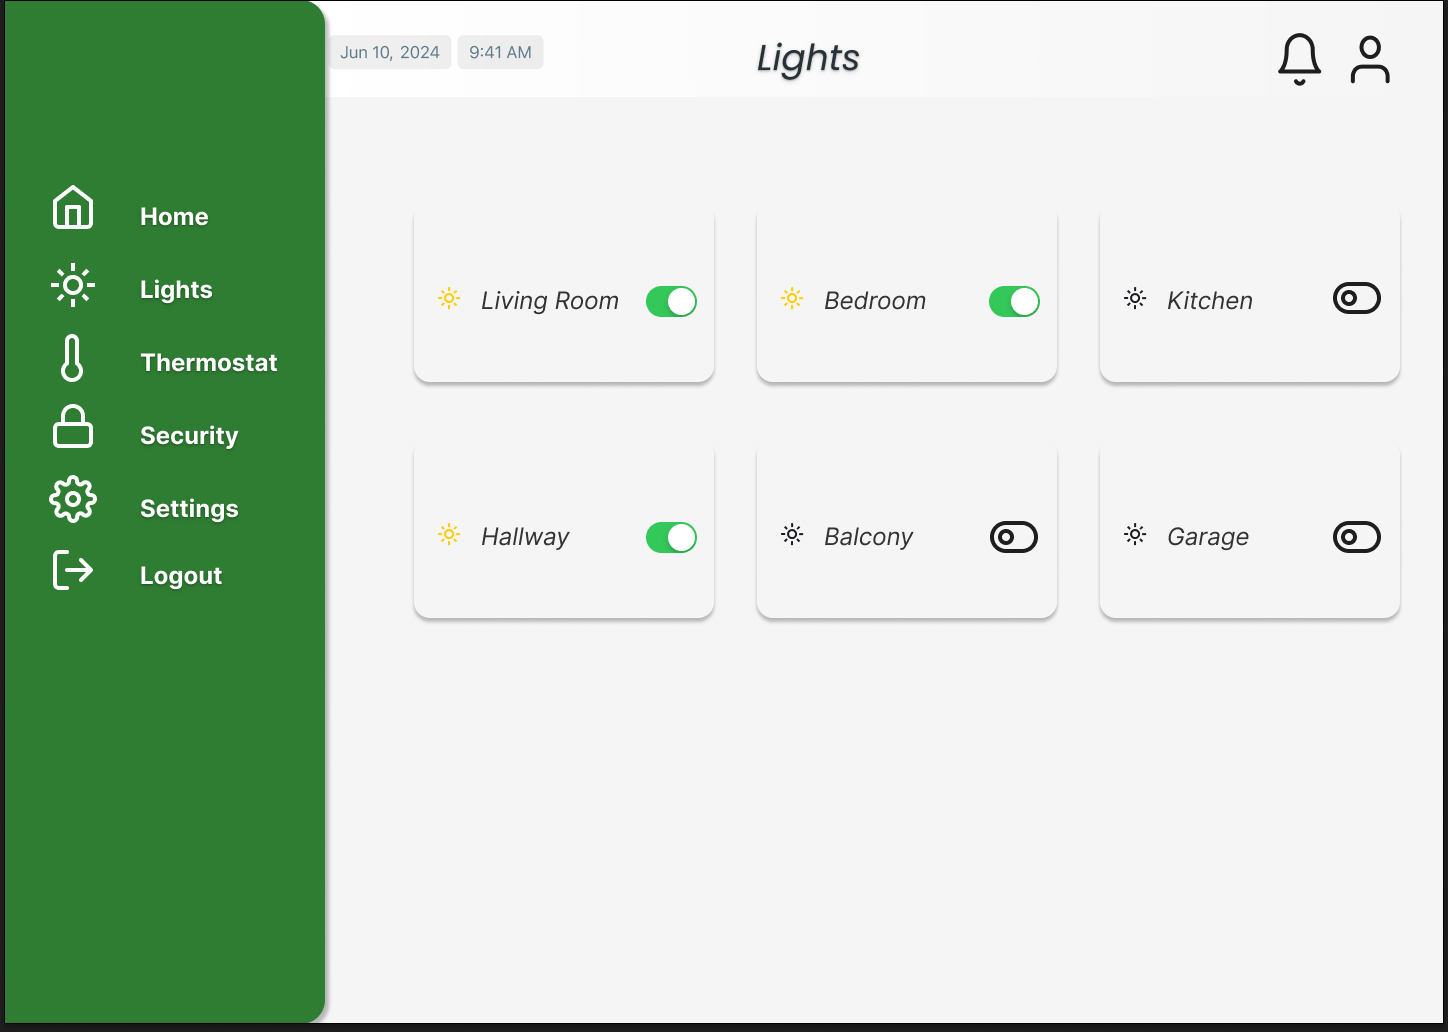 Jun 10, 2024
9:41 AM
Lights
Home
Lights
Thermostat
Security
Settings
Logout
Living Room
Bedroom
Kitchen
Hallway
Balcony
Garage